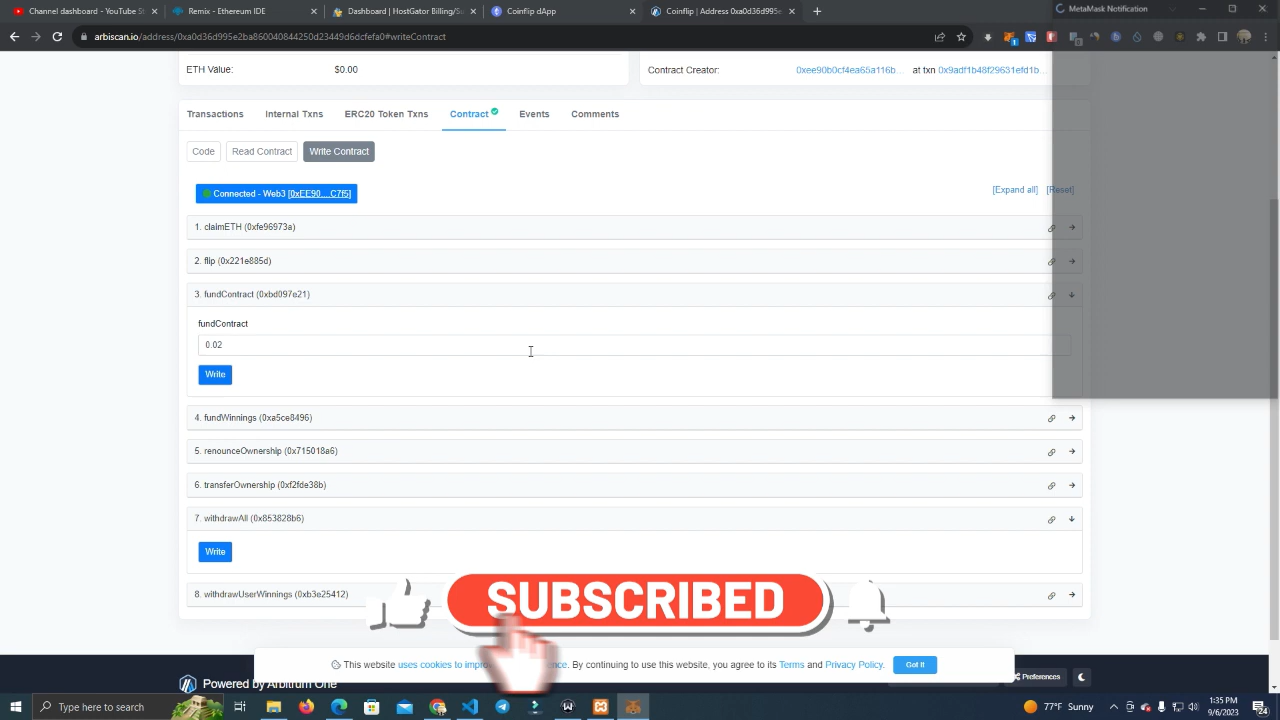 Channel dashboard - YouTube St
Remix - Ethereum IDE
Dashboard | HostGator Billing/Su
Coinflip dApp
Coinflip | Address 0xa0d36d995e
MetaMask Notification
arbiscan.io/address/0xa0d36d995e2ba860040844250d23449d6dcfefa0#writeContract
ETH Value: $0.00
Contract Creator: 0xee90b0cf4ea65a116b... at txn 0x9adf1b48f29631efd1b...
Transactions Internal Txns ERC20 Token Txns Contract Events Comments
Code Read Contract Write Contract
Connected - Web3 [0xEE90....C7f5]
[Expand all] [Reset]
1. claimETH (0xfe96973a)
2. flip (0x221e885d)
3. fundContract (0xbd097e21)
fundContract
0.02
Write
4. fundWinnings (0xa5ce8496)
5. renounceOwnership (0x715018a6)
6. transferOwnership (0xf2fde38b)
7. withdrawAll (0x853828b6)
Write
8. withdrawUserWinnings (0xb3e25412)
SUBSCRIBED
This website uses cookies to impro ence. By continuing to use this website, you agree to its Terms and Privacy Policy. Got It
Powered by Arbitrum One
Preferences
Type here to search
77°F Sunny
1:35 PM
9/6/2023
24